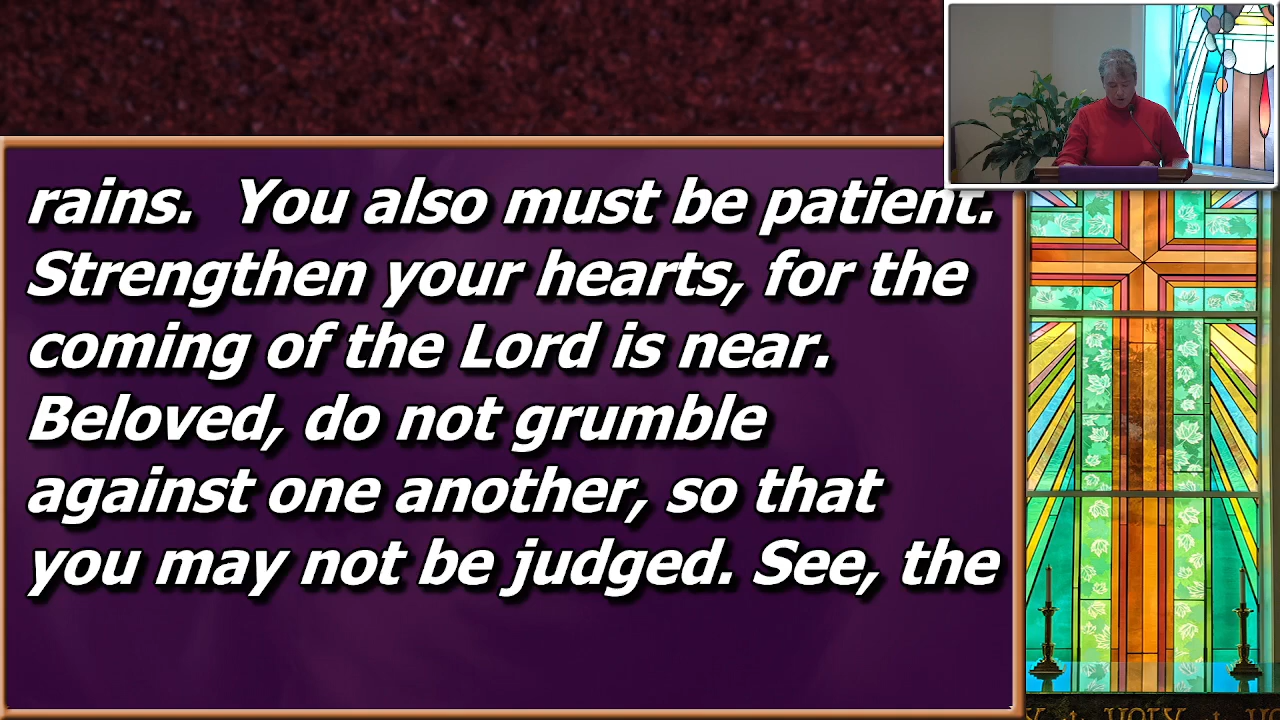 rains.  You also must be patient.
Strengthen your hearts, for the
coming of the Lord is near.
Beloved, do not grumble
against one another, so that
you may not be judged. See, the
HOLY